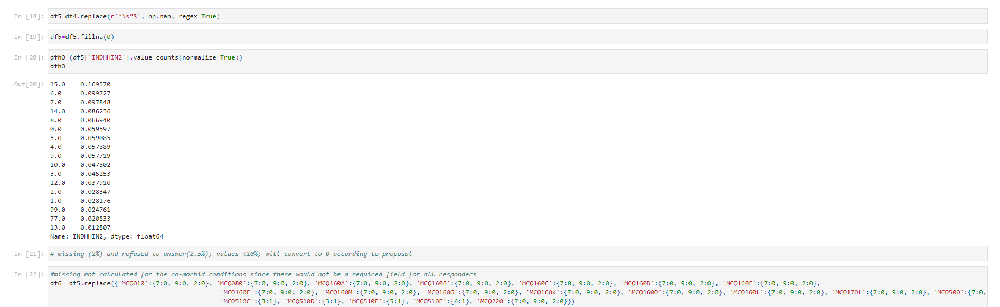 In [18]: df5=df4.replace(r'^\s*$', np.nan, regex=True)
In [19]: df5=df5.fillna(0)
In [20]: dfhO=(df5['INDHHIN2'].value_counts(normalize=True))
dfhO
Out[20]: 15.0    0.169570
6.0     0.099727
7.0     0.097848
14.0    0.086236
8.0     0.066940
0.0     0.059597
5.0     0.059085
4.0     0.057889
9.0     0.057719
10.0    0.047302
3.0     0.045253
12.0    0.037910
2.0     0.028347
1.0     0.028176
99.0    0.024761
77.0    0.020833
13.0    0.012807
Name: INDHHIN2, dtype: float64
In [21]: # missing (2%) and refused to answer(2.5%); values <10%; will convert to 0 according to proposal
In [22]: #missing not calculated for the co-morbid conditions since these would not be a required field for all responders
df6= df5.replace({'MCQ010':{7:0, 9:0, 2:0}, 'MCQ080':{7:0, 9:0, 2:0}, 'MCQ160A':{7:0, 9:0, 2:0}, 'MCQ160B':{7:0, 9:0, 2:0}, 'MCQ160C':{7:0, 9:0, 2:0}, 'MCQ160D':{7:0, 9:0, 2:0}, 'MCQ160E':{7:0, 9:0, 2:0},
'MCQ160F':{7:0, 9:0, 2:0}, 'MCQ160M':{7:0, 9:0, 2:0}, 'MCQ160G':{7:0, 9:0, 2:0}, 'MCQ160K':{7:0, 9:0, 2:0}, 'MCQ160O':{7:0, 9:0, 2:0}, 'MCQ160L':{7:0, 9:0, 2:0}, 'MCQ170L':{7:0, 9:0, 2:0}, 'MCQ500':{7:0,
'MCQ510C':{3:1}, 'MCQ510D':{3:1}, 'MCQ510E':{5:1}, 'MCQ510F':{6:1}, 'MCQ220':{7:0, 9:0, 2:0}})